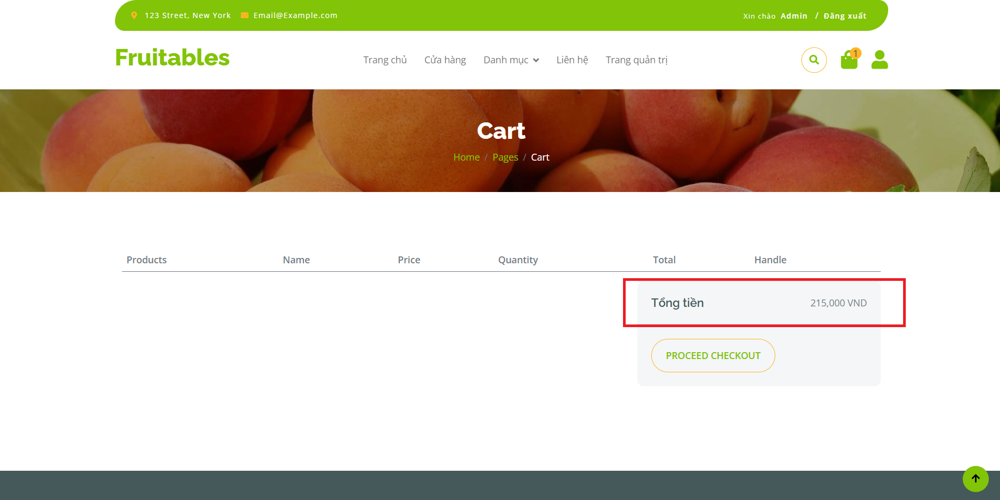 123 Street, New York Email@Example.com Xin chào Admin / Đăng xuất
Fruitables Trang chủ Cửa hàng Danh mục Liên hệ Trang quản trị 1
Cart
Home / Pages / Cart
Products Name Price Quantity Total Handle
Tổng tiền 215,000 VND
PROCEED CHECKOUT